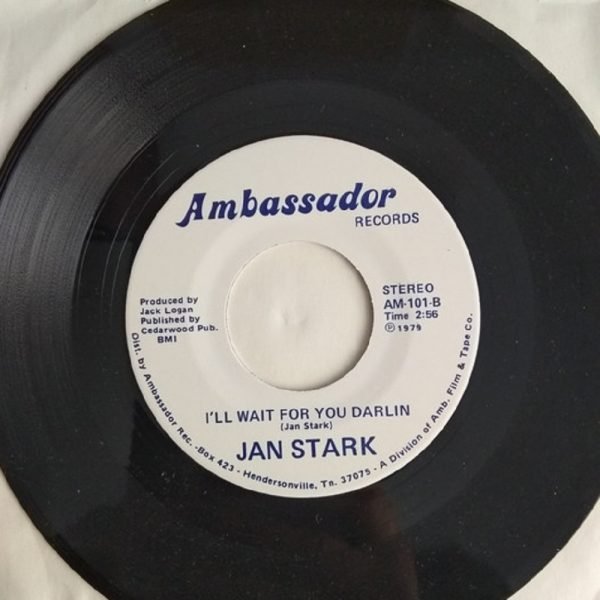 Ambassador
RECORDS
Produced by
Jack Logan
Published by
Cedarwood Pub.
BMI
STEREO
AM-101-B
Time 2:56
Ⓟ 1979
I'LL WAIT FOR YOU DARLIN
(Jan Stark)
JAN STARK
Dist. by Ambassador Rec. -Box 423 - Hendersonville, Tn. 37075 - A Division of Amb. Film & Tape Co.